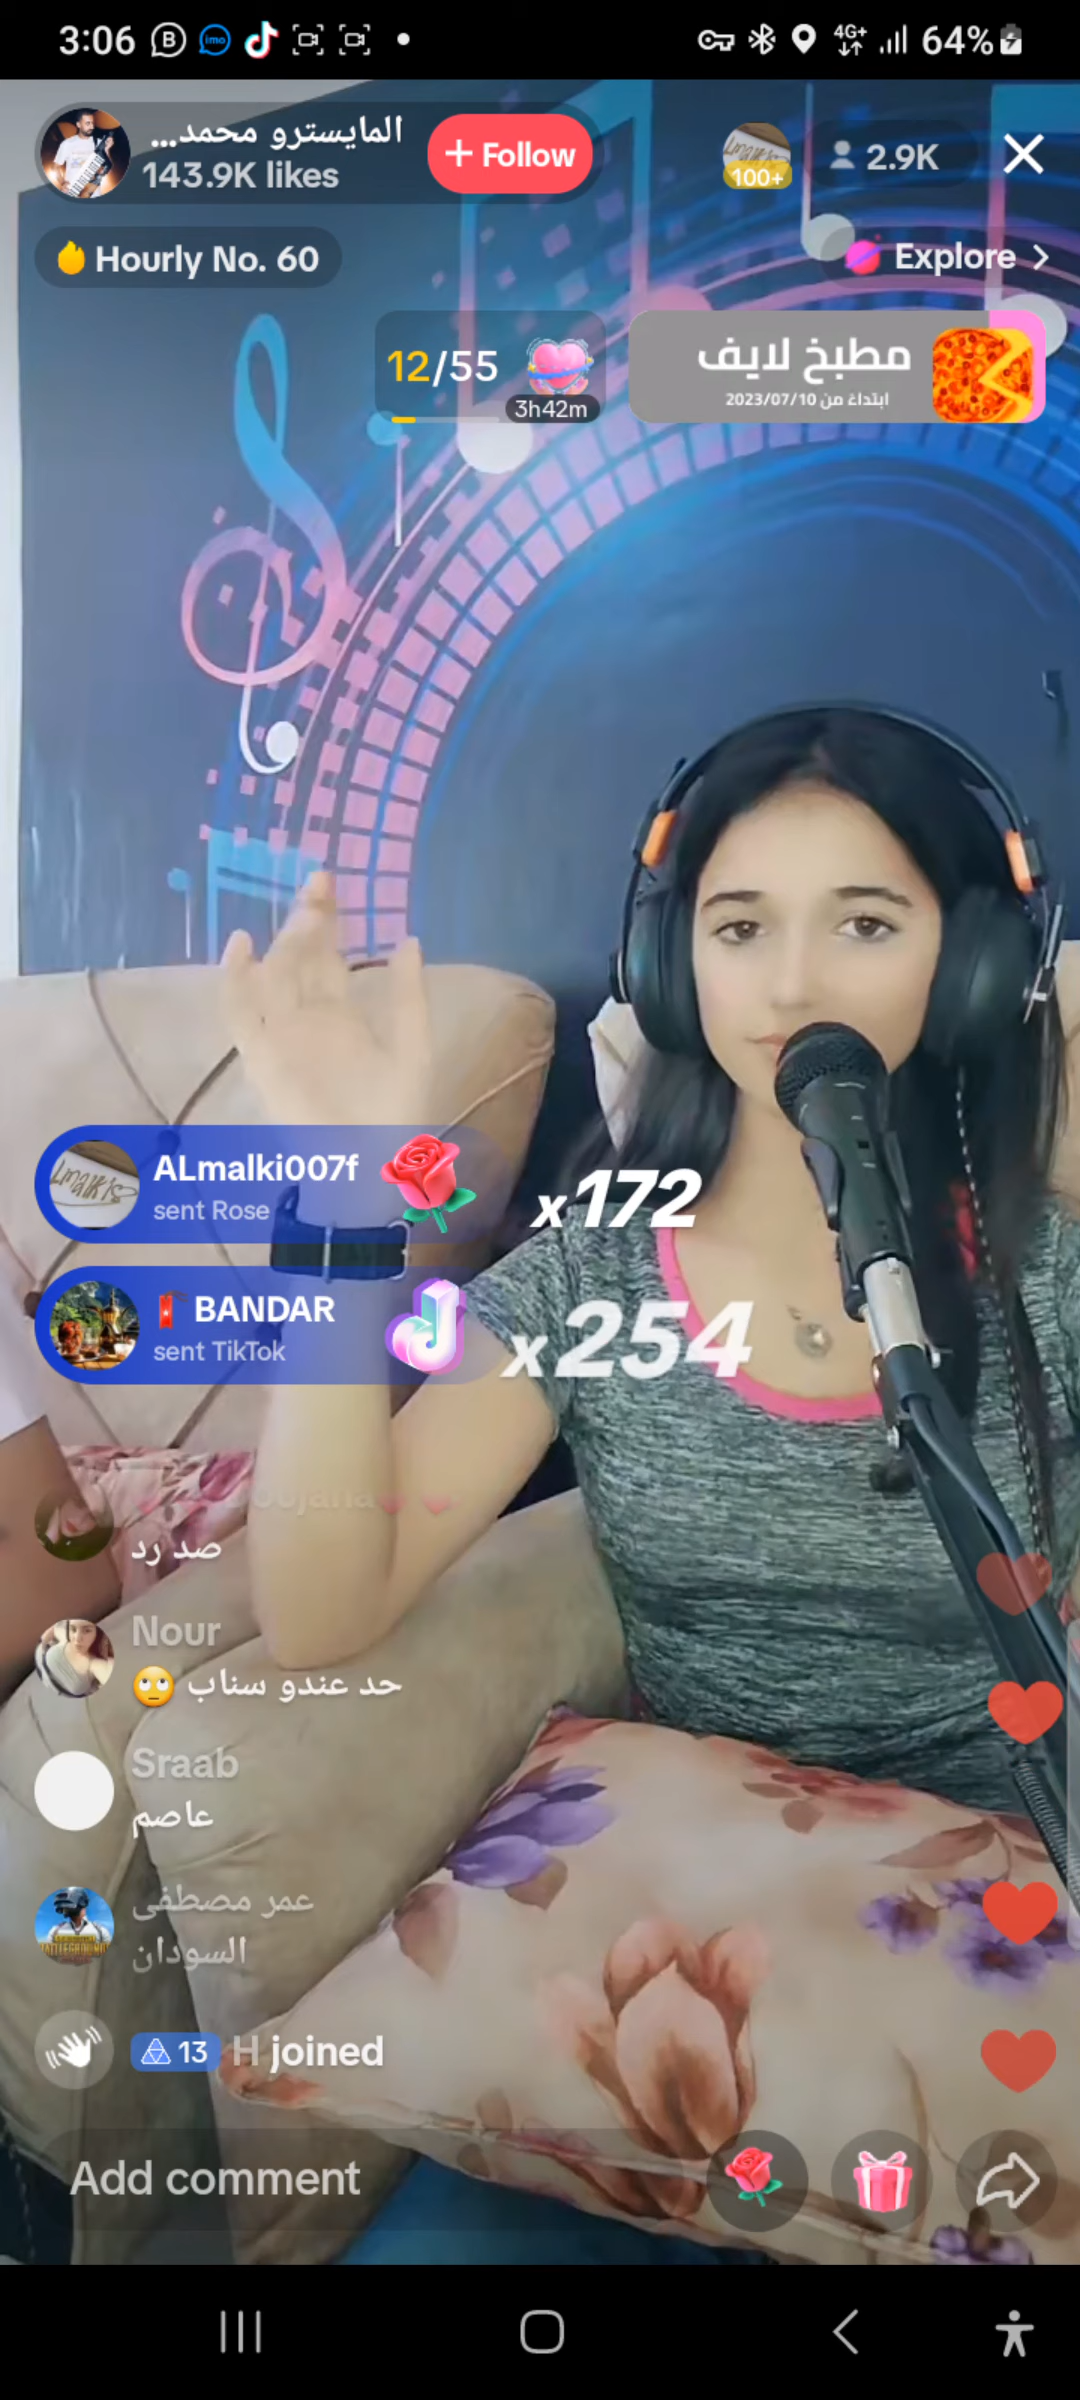 3:06
B
imo
4G+
64%
المايسترو محمد...
143.9K likes
+ Follow
100+
2.9K
Hourly No. 60
Explore >
12/55
3h42m
مطبخ لايف
ابتداءً من 2023/07/10
ALmalki007f
sent Rose
x172
BANDAR
sent TikTok
x254
صد رد
Nour
حد عندو سناب 🙄
Sraab
عاصم
عمر مصطفى
السودان
13 H joined
Add comment